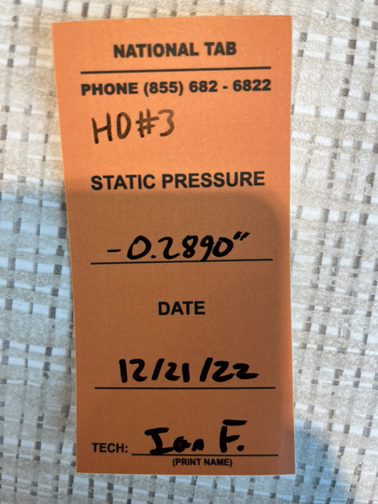 NATIONAL TAB
PHONE (855) 682 - 6822
HD#3
STATIC PRESSURE
-0.2890"
DATE
12/21/22
TECH: Ian F.
(PRINT NAME)